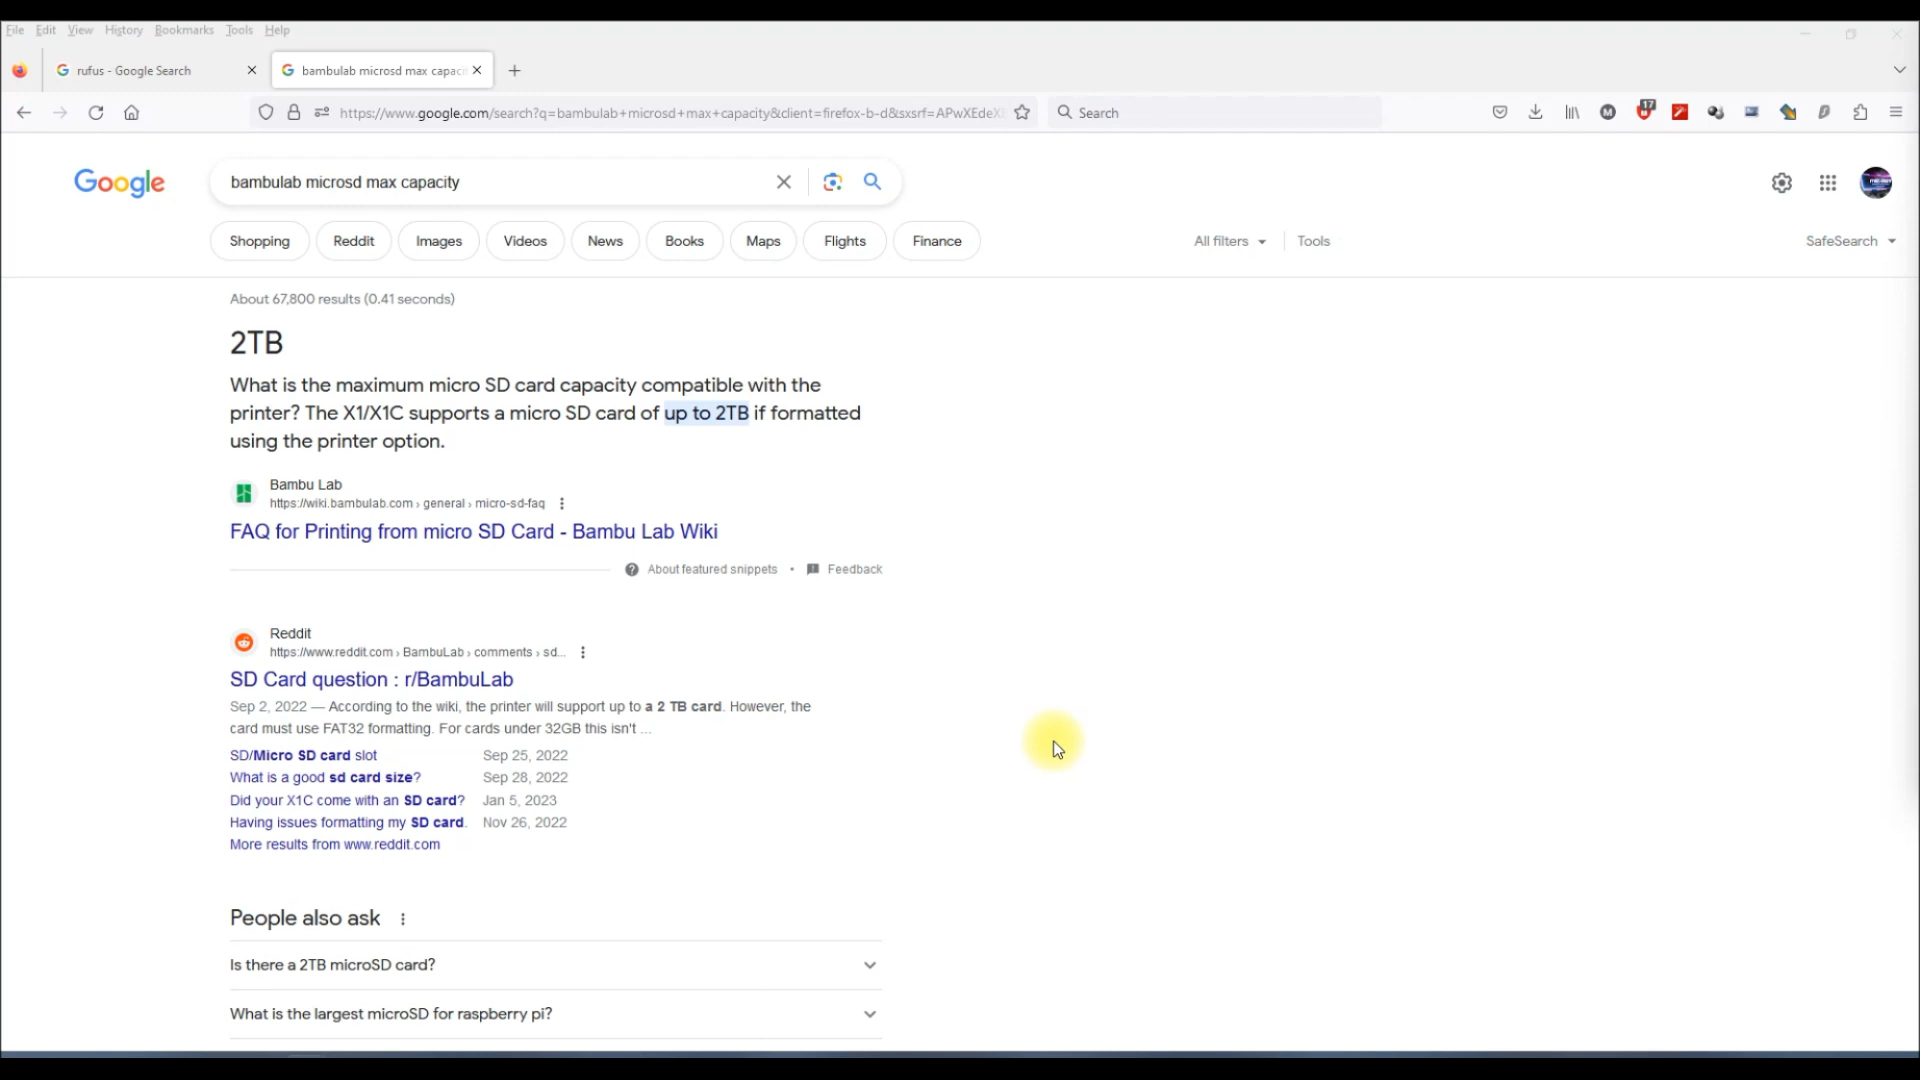 File Edit View History Bookmarks Tools Help
rufus - Google Search
bambulab microsd max capac
https://www.google.com/search?q=bambulab+microsd+max+capacity&client=firefox-b-d&sxsrf=APwXEdeX
Search
17
Google
bambulab microsd max capacity
Shopping Reddit Images Videos News Books Maps Flights Finance All filters Tools SafeSearch
About 67,800 results (0.41 seconds)
2TB
What is the maximum micro SD card capacity compatible with the
printer? The X1/X1C supports a micro SD card of up to 2TB if formatted
using the printer option.
Bambu Lab
https://wiki.bambulab.com › general › micro-sd-faq
FAQ for Printing from micro SD Card - Bambu Lab Wiki
About featured snippets • Feedback
Reddit
https://www.reddit.com › BambuLab › comments › sd...
SD Card question : r/BambuLab
Sep 2, 2022 — According to the wiki, the printer will support up to a 2 TB card. However, the
card must use FAT32 formatting. For cards under 32GB this isn't ...
SD/Micro SD card slot Sep 25, 2022
What is a good sd card size? Sep 28, 2022
Did your X1C come with an SD card? Jan 5, 2023
Having issues formatting my SD card. Nov 26, 2022
More results from www.reddit.com
People also ask
Is there a 2TB microSD card?
What is the largest microSD for raspberry pi?